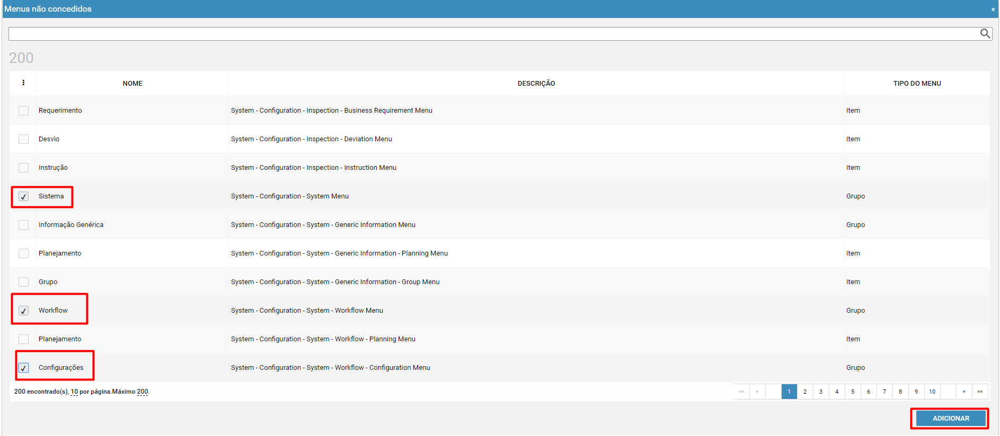 Menus não concedidos «
200
NOME DESCRIÇÃO TIPO DO MENU
Requerimento System - Configuration - Inspection - Business Requirement Menu Item
Desvio System - Configuration - Inspection - Deviation Menu Item
Instrução System - Configuration - Inspection - Instruction Menu Item
Sistema System - Configuration - System Menu Grupo
Informação Genérica System - Configuration - System - Generic Information Menu Grupo
Planejamento System - Configuration - System - Generic Information - Planning Menu Item
Grupo System - Configuration - System - Generic Information - Group Menu Item
Workflow System - Configuration - System - Workflow Menu Grupo
Planejamento System - Configuration - System - Workflow - Planning Menu Item
Configurações System - Configuration - System - Workflow - Configuration Menu Grupo
200 encontrado(s), 10 por página.Máximo 200. «« « 1 2 3 4 5 6 7 8 9 10 » »»
ADICIONAR